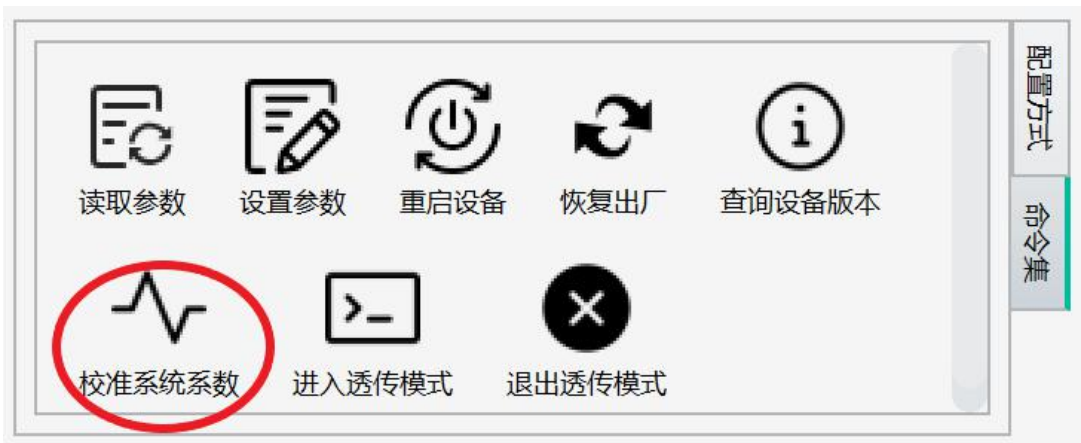 读取参数 设置参数 重启设备 恢复出厂 查询设备版本
校准系统系数 进入透传模式 退出透传模式
配置方式
命令集